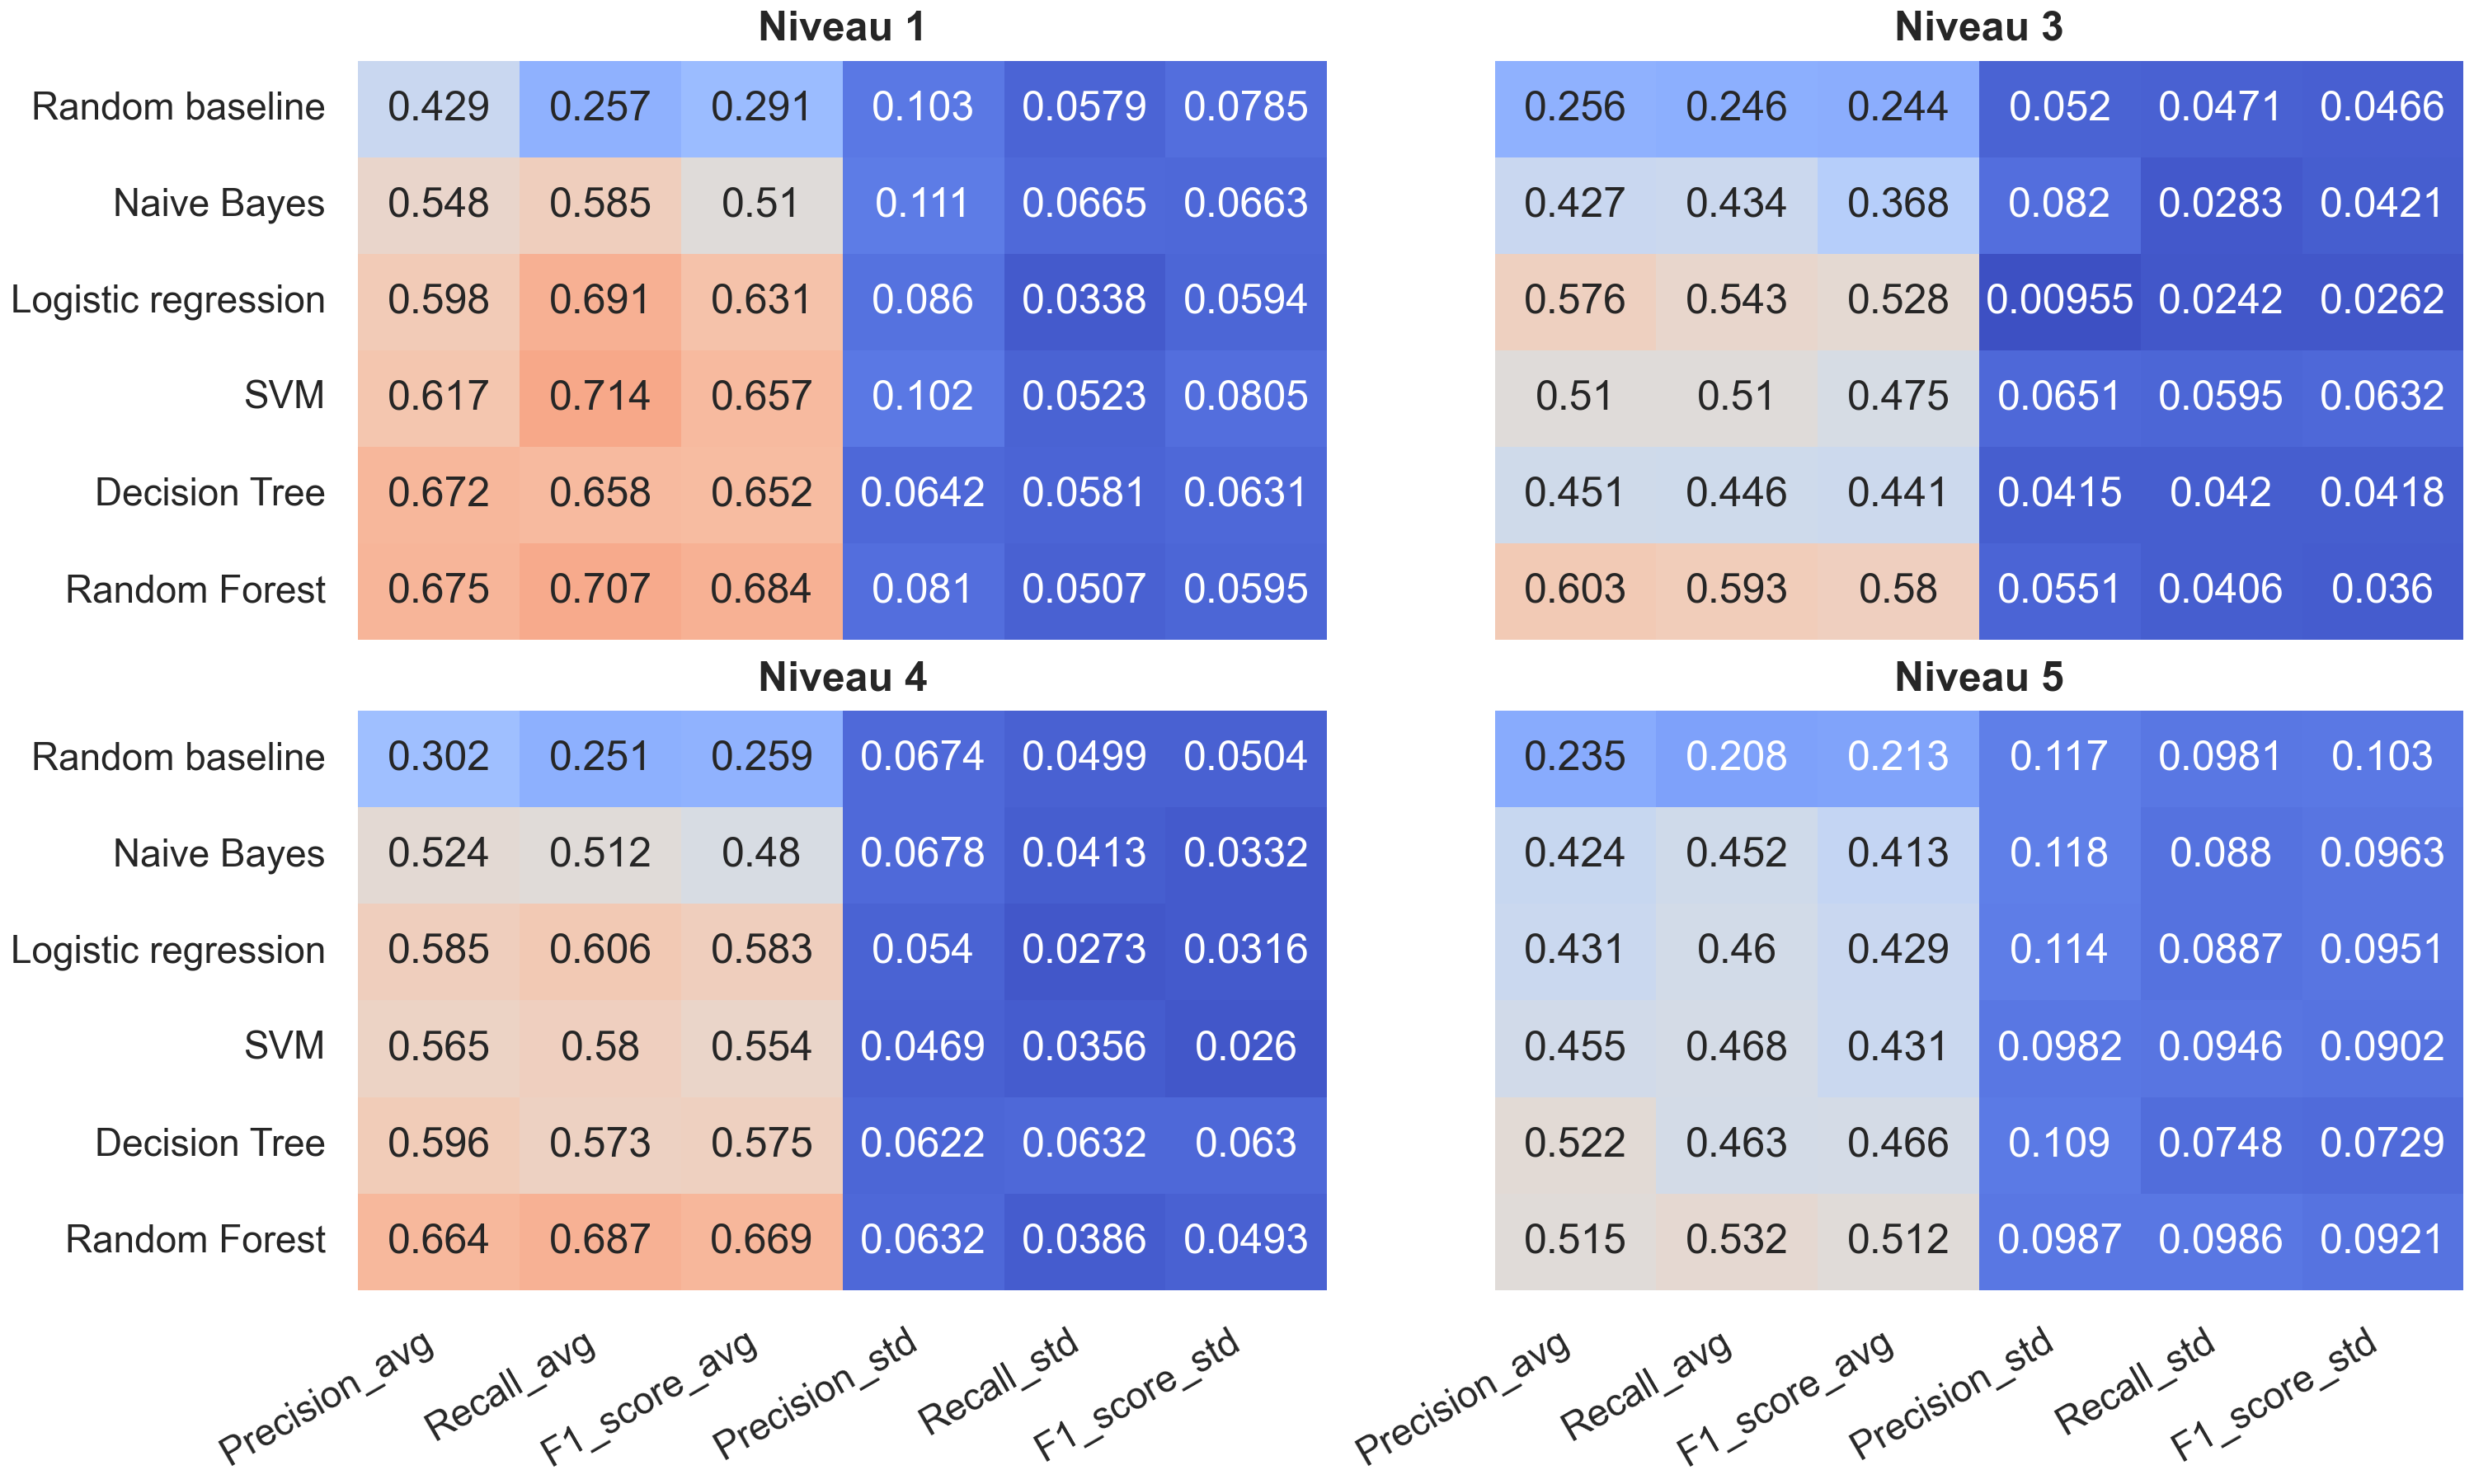 Niveau 1
Random baseline 0.429 0.257 0.291 0.103 0.0579 0.0785
Naive Bayes 0.548 0.585 0.51 0.111 0.0665 0.0663
Logistic regression 0.598 0.691 0.631 0.086 0.0338 0.0594
SVM 0.617 0.714 0.657 0.102 0.0523 0.0805
Decision Tree 0.672 0.658 0.652 0.0642 0.0581 0.0631
Random Forest 0.675 0.707 0.684 0.081 0.0507 0.0595
Niveau 3
0.256 0.246 0.244 0.052 0.0471 0.0466
0.427 0.434 0.368 0.082 0.0283 0.0421
0.576 0.543 0.528 0.00955 0.0242 0.0262
0.51 0.51 0.475 0.0651 0.0595 0.0632
0.451 0.446 0.441 0.0415 0.042 0.0418
0.603 0.593 0.58 0.0551 0.0406 0.036
Niveau 4
Random baseline 0.302 0.251 0.259 0.0674 0.0499 0.0504
Naive Bayes 0.524 0.512 0.48 0.0678 0.0413 0.0332
Logistic regression 0.585 0.606 0.583 0.054 0.0273 0.0316
SVM 0.565 0.58 0.554 0.0469 0.0356 0.026
Decision Tree 0.596 0.573 0.575 0.0622 0.0632 0.063
Random Forest 0.664 0.687 0.669 0.0632 0.0386 0.0493
Precision_avg Recall_avg F1_score_avg Precision_std Recall_std F1_score_std
Niveau 5
0.235 0.208 0.213 0.117 0.0981 0.103
0.424 0.452 0.413 0.118 0.088 0.0963
0.431 0.46 0.429 0.114 0.0887 0.0951
0.455 0.468 0.431 0.0982 0.0946 0.0902
0.522 0.463 0.466 0.109 0.0748 0.0729
0.515 0.532 0.512 0.0987 0.0986 0.0921
Precision_avg Recall_avg F1_score_avg Precision_std Recall_std F1_score_std